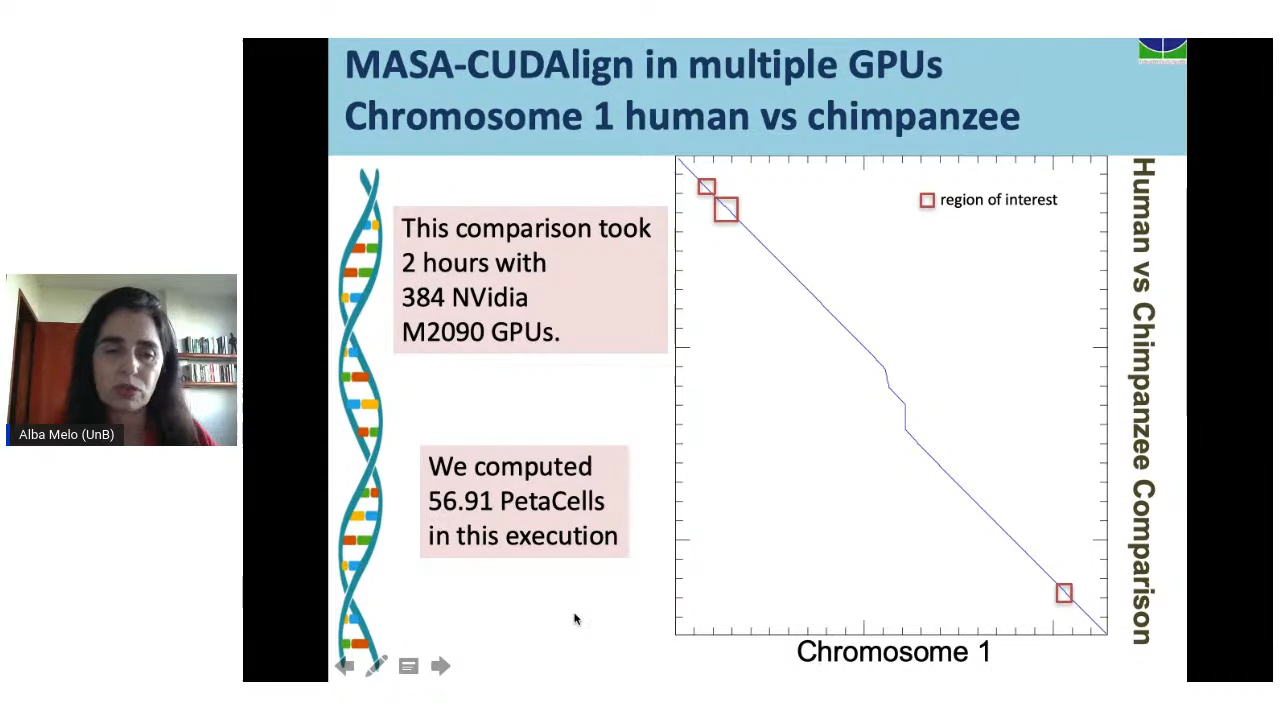 MASA-CUDAlign in multiple GPUs
Chromosome 1 human vs chimpanzee
This comparison took
2 hours with
384 NVidia
M2090 GPUs.
We computed
56.91 PetaCells
in this execution
region of interest
Human vs Chimpanzee Comparison
Chromosome 1
Alba Melo (UnB)